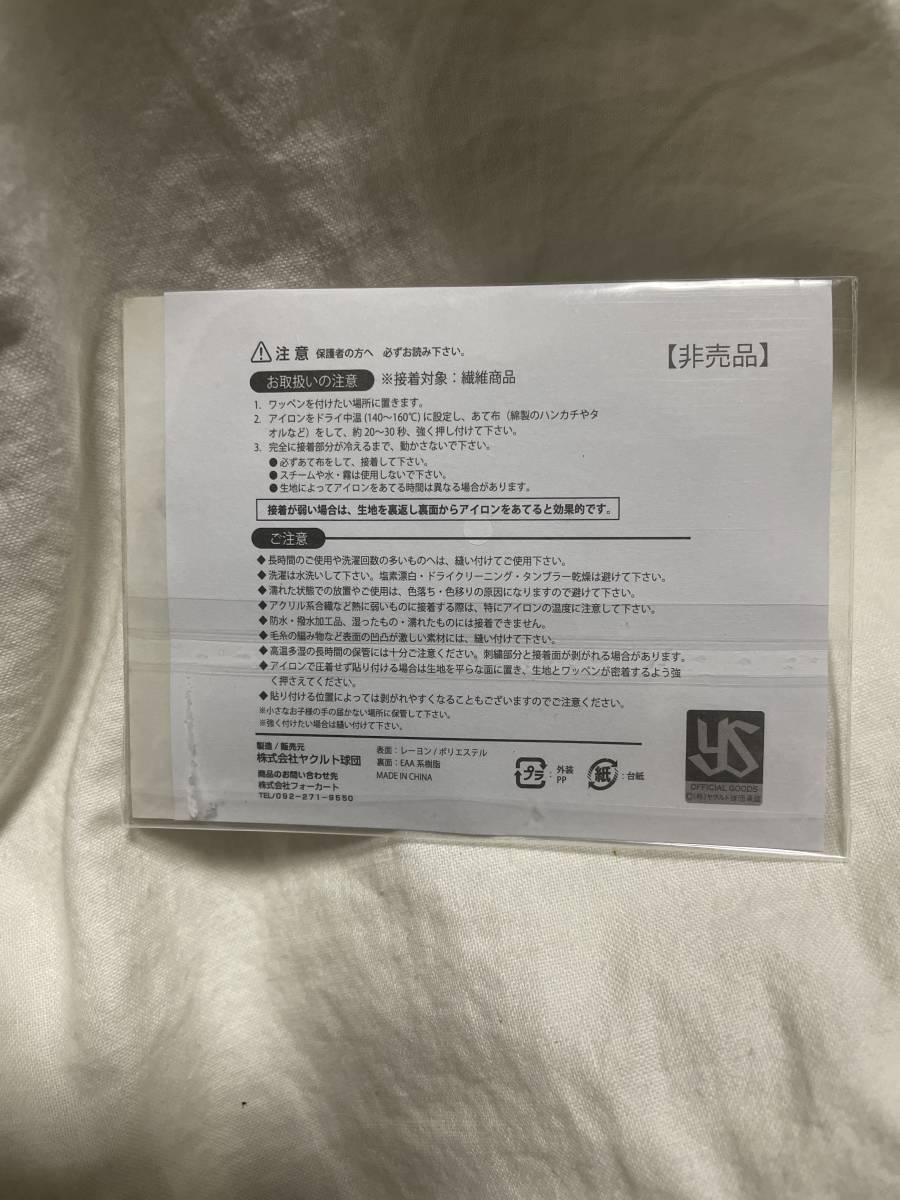 ⚠注意 保護者の方へ 必ずお読み下さい。
【非売品】
お取扱いの注意 ※接着対象：繊維商品
1. ワッペンを付けたい場所に置きます。
2. アイロンをドライ中温(140〜160℃)に設定し、あて布（綿製のハンカチやタ
オルなど）をして、約20〜30秒、強く押し付けて下さい。
3. 完全に接着部分が冷えるまで、動かさないで下さい。
●必ずあて布をして、接着して下さい。
●スチームや水・霧は使用しないで下さい。
●生地によってアイロンをあてる時間は異なる場合があります。
接着が弱い場合は、生地を裏返し裏面からアイロンをあてると効果的です。
ご注意
◆長時間のご使用や洗濯回数の多いものへは、縫い付けてご使用下さい。
◆洗濯は水洗いして下さい。塩素漂白・ドライクリーニング・タンブラー乾燥は避けて下さい。
◆濡れた状態での放置やご使用は、色落ち・色移りの原因になりますので避けて下さい。
◆アクリル系合繊など熱に弱いものに接着する際は、特にアイロンの温度に注意して下さい。
◆防水・撥水加工品、湿ったもの・濡れたものには接着できません。
◆毛糸の編み物など表面の凹凸が激しい素材には、縫い付けて下さい。
◆高温多湿の長時間の保管には十分ご注意ください。刺繍部分と接着面が剥がれる場合があります。
◆アイロンで圧着せず貼り付ける場合は生地を平らな面に置き、生地とワッペンが密着するよう強
く押さえてください。
◆貼り付ける位置によっては剥がれやすくなることもございますのでご注意ください。
※小さなお子様の手の届かない場所に保管して下さい。
※強く付けたい場合は縫い付けて下さい。
製造/販売元
株式会社ヤクルト球団
商品のお問い合わせ先
株式会社フォーカート
TEL/092-271-9550
表面：レーヨン/ポリエステル
裏面：EAA系樹脂
MADE IN CHINA
プラ：外装
PP
紙：台紙
YS
OFFICIAL GOODS
©(株)ヤクルト球団承認